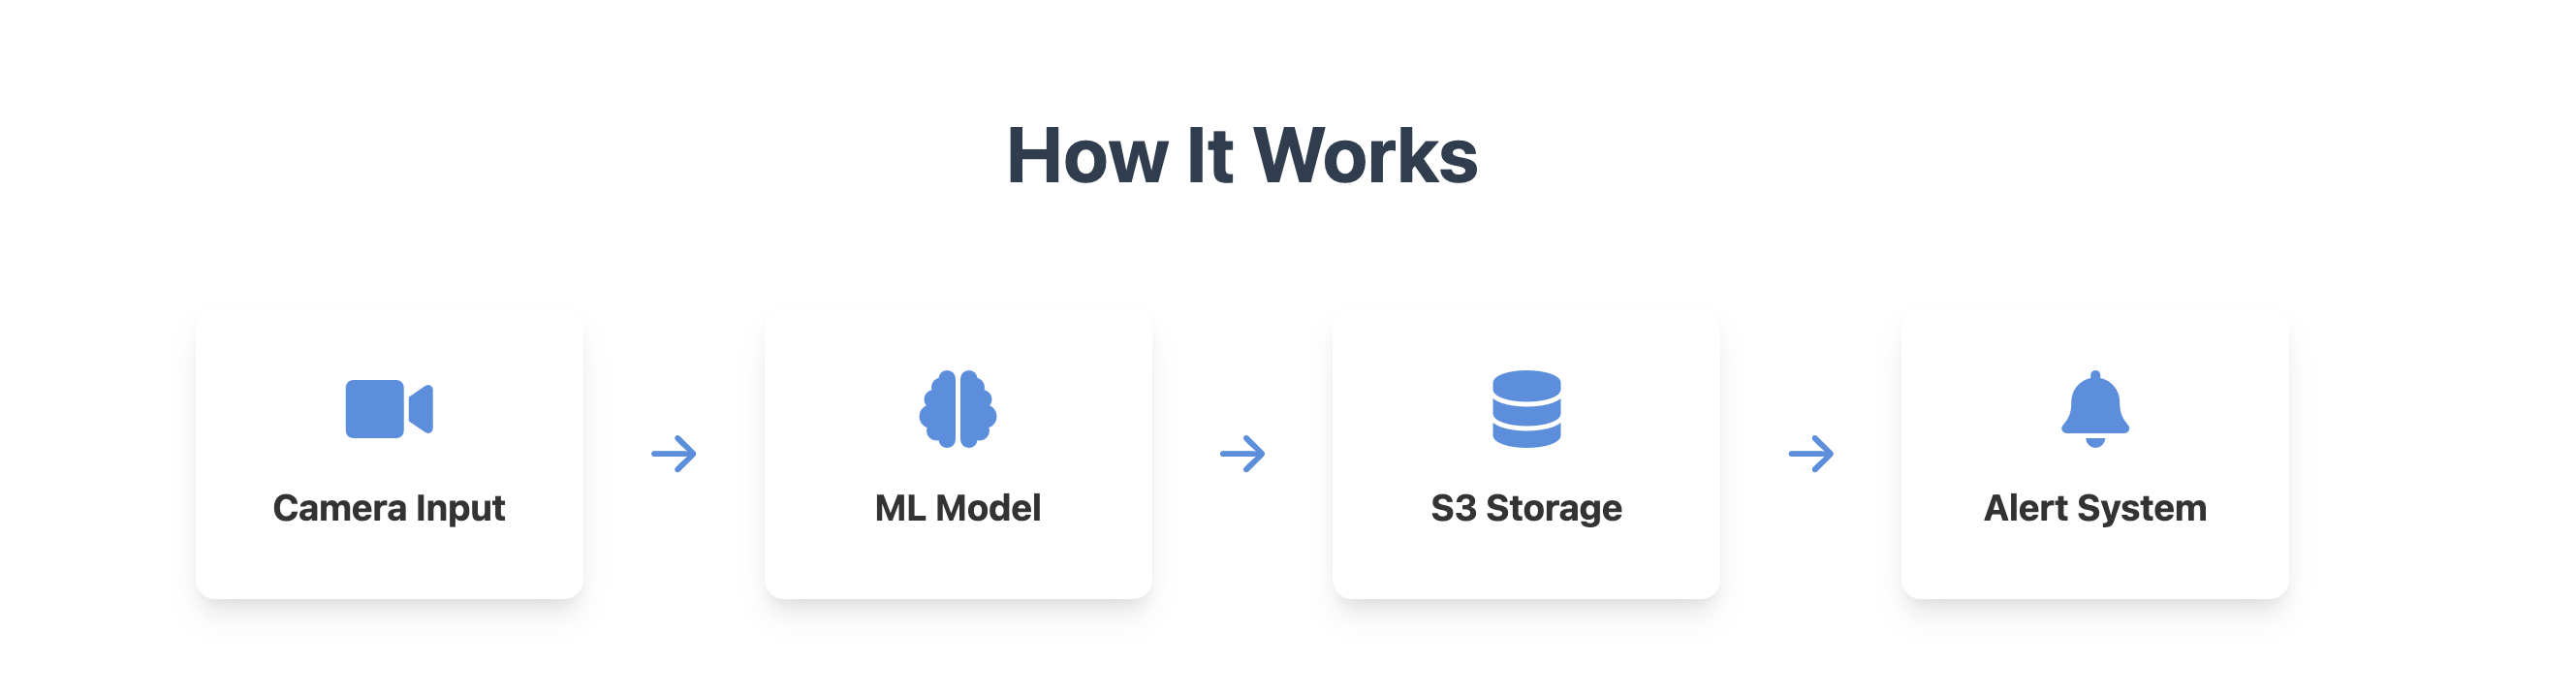 How It Works
Camera Input
ML Model
S3 Storage
Alert System